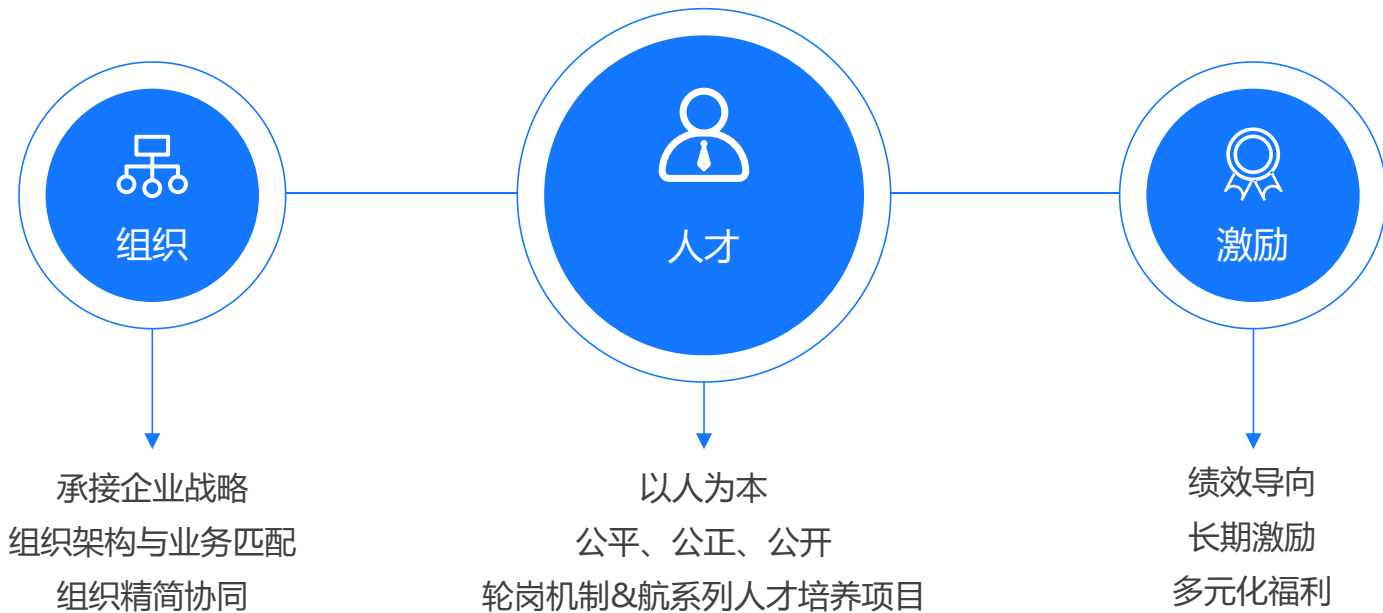 组织
人才
激励
承接企业战略
组织架构与业务匹配
组织精简协同
以人为本
公平、公正、公开
轮岗机制&航系列人才培养项目
绩效导向
长期激励
多元化福利